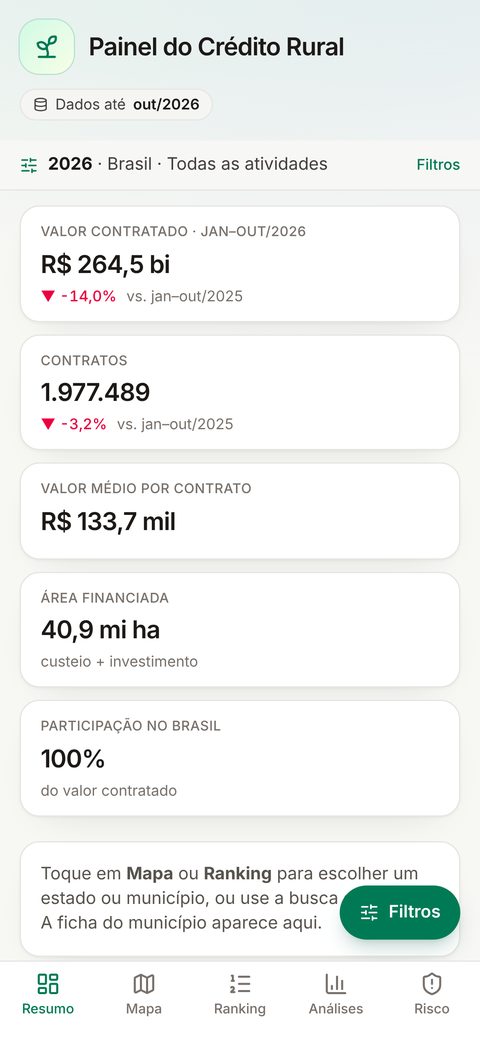 Painel do Crédito Rural
Dados até out/2026
2026 · Brasil · Todas as atividades
Filtros
VALOR CONTRATADO · JAN–OUT/2026
R$ 264,5 bi
▼ -14,0% vs. jan–out/2025
CONTRATOS
1.977.489
▼ -3,2% vs. jan–out/2025
VALOR MÉDIO POR CONTRATO
R$ 133,7 mil
ÁREA FINANCIADA
40,9 mi ha
custeio + investimento
PARTICIPAÇÃO NO BRASIL
100%
do valor contratado
Toque em Mapa ou Ranking para escolher um
estado ou município, ou use a busca
A ficha do município aparece aqui.
Filtros
Resumo
Mapa
Ranking
Análises
Risco